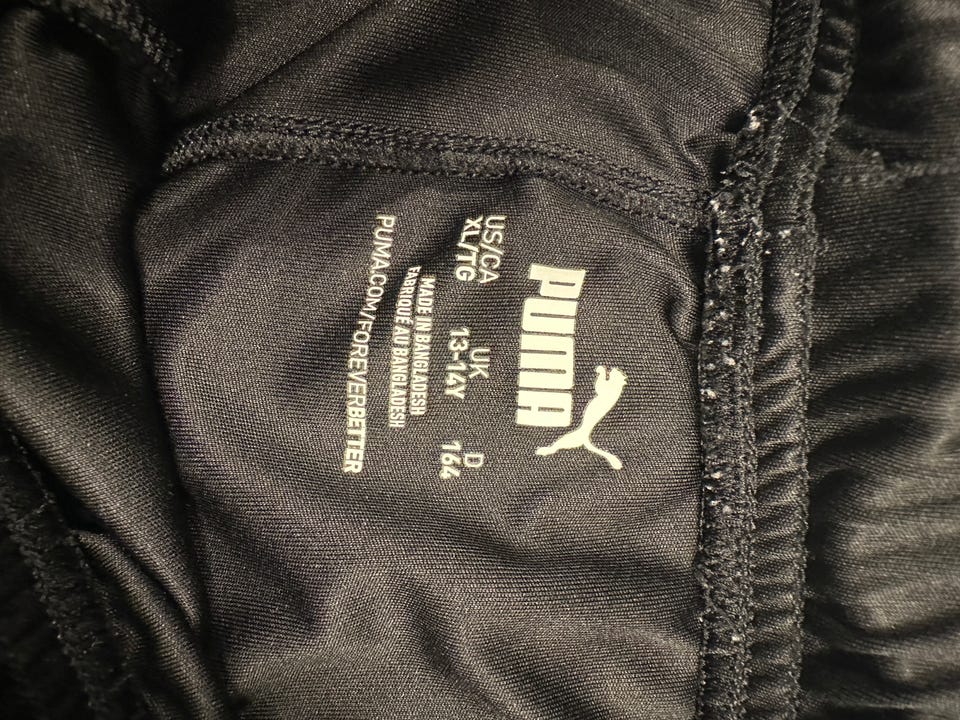 PUMA
US/CA UK D
XL/TG 13-14Y 164
MADE IN BANGLADESH
FABRIQUÉ AU BANGLADESH
PUMA.COM/FOREVERBETTER